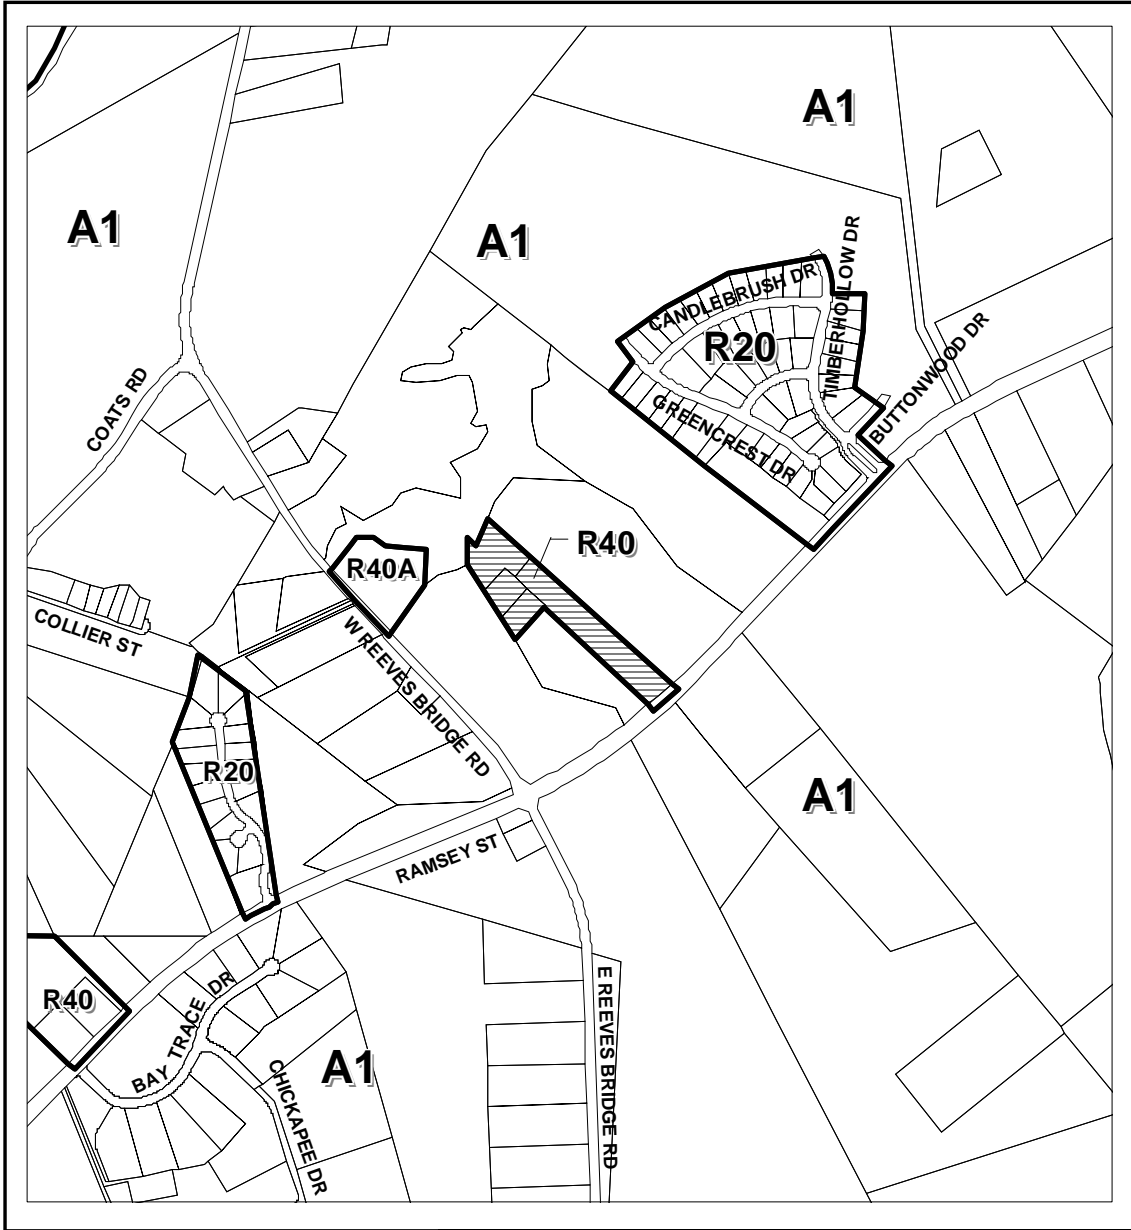 A1
A1
A1
TIMBERHOLLOW DR
CANDLEBRUSH DR
R20
BUTTONWOOD DR
COATS RD
GREENCREST DR
R40
R40A
COLLIER ST
W REEVES BRIDGE RD
R20
A1
RAMSEY ST
R40
BAY TRACE DR
E REEVES BRIDGE RD
A1
CHICKAPEE DR